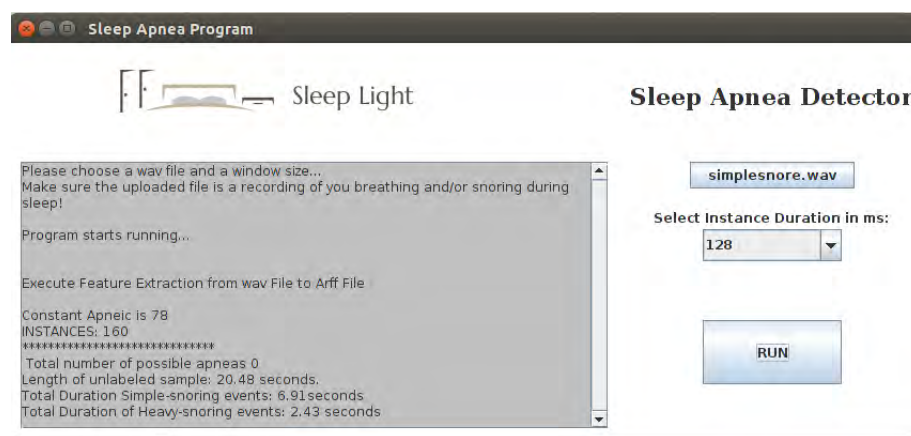 Sleep Apnea Program
Sleep Light
Sleep Apnea Detector
Please choose a wav file and a window size...
Make sure the uploaded file is a recording of you breathing and/or snoring during
sleep!
Program starts running...
Execute Feature Extraction from wav File to Arff File
Constant Apneic is 78
INSTANCES: 160
******************************
Total number of possible apneas 0
Length of unlabeled sample: 20.48 seconds.
Total Duration Simple-snoring events: 6.91seconds
Total Duration of Heavy-snoring events: 2.43 seconds
simplesnore.wav
Select Instance Duration in ms:
128
RUN